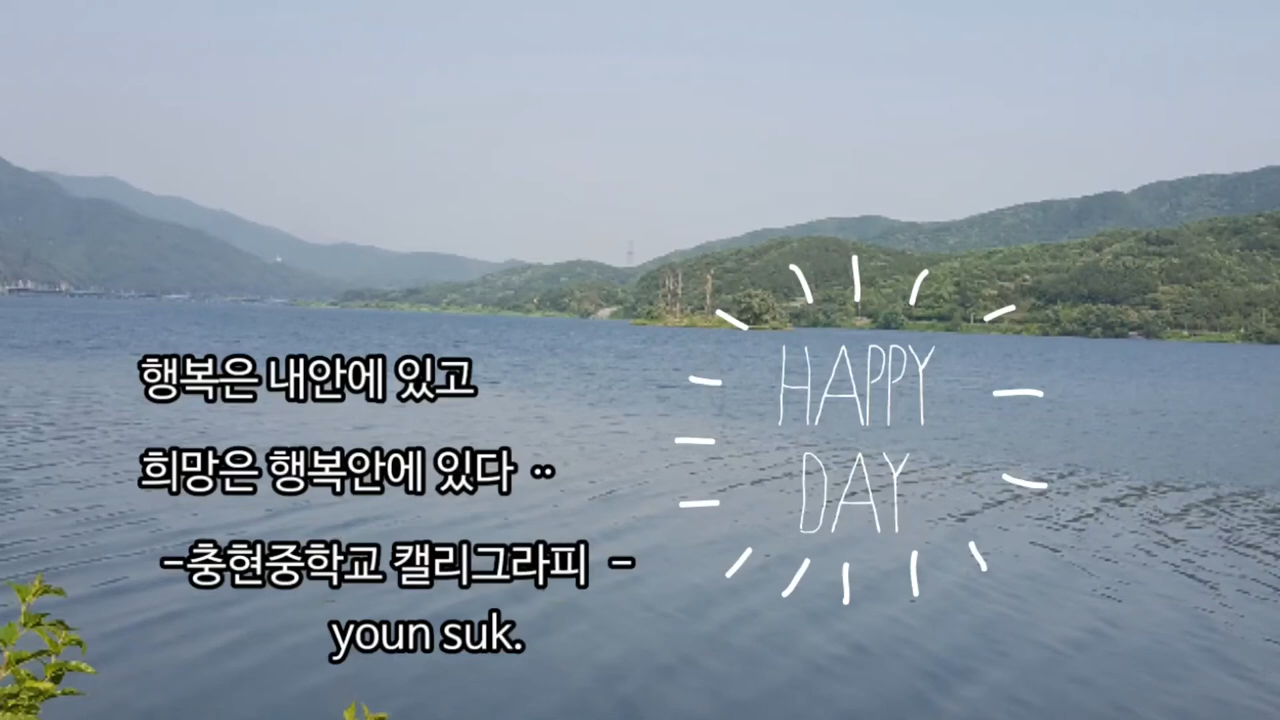 행복은 내안에 있고
희망은 행복안에 있다 ··
-충현중학교 캘리그라피 -
youn suk.
HAPPY
DAY